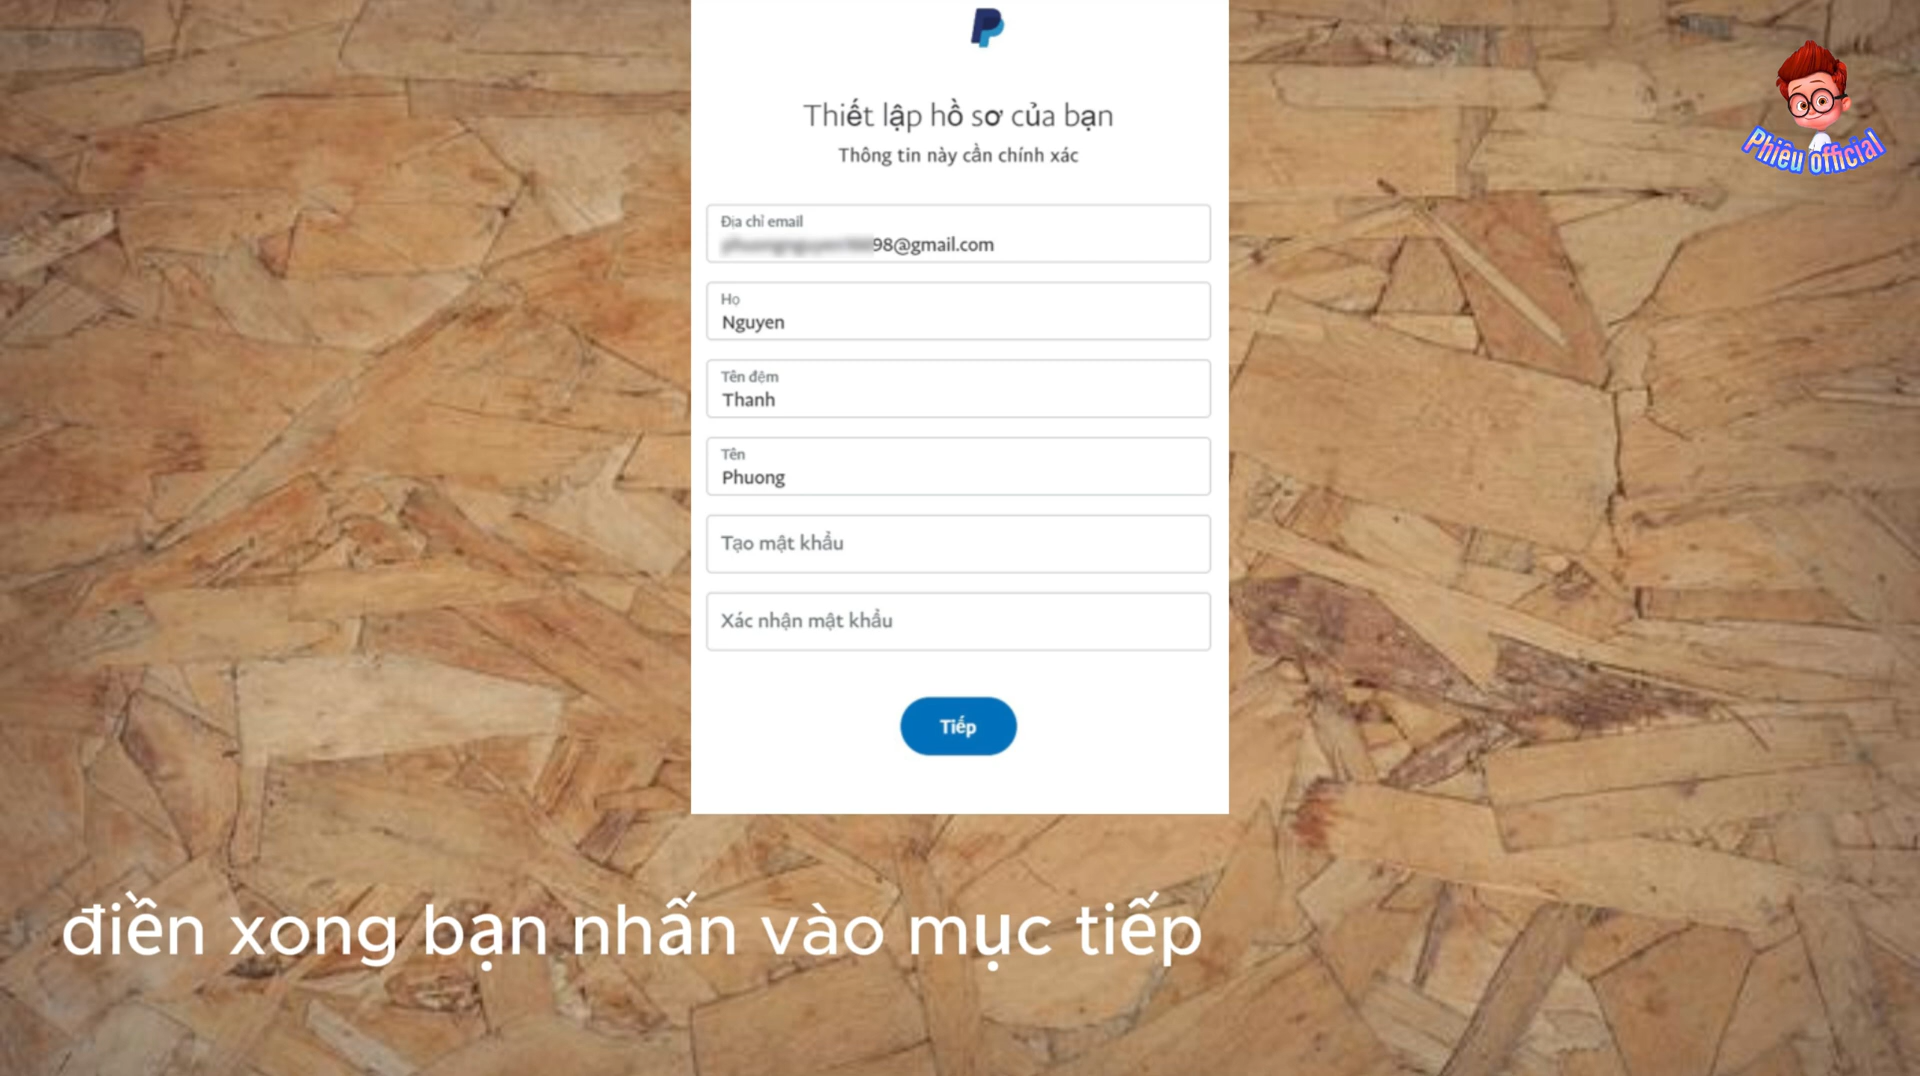 Thiết lập hồ sơ của bạn
Thông tin này cần chính xác
Địa chỉ email
98@gmail.com
Họ
Nguyen
Tên đệm
Thanh
Tên
Phuong
Tạo mật khẩu
Xác nhận mật khẩu
Tiếp
Phiêu Official
điền xong bạn nhấn vào mục tiếp